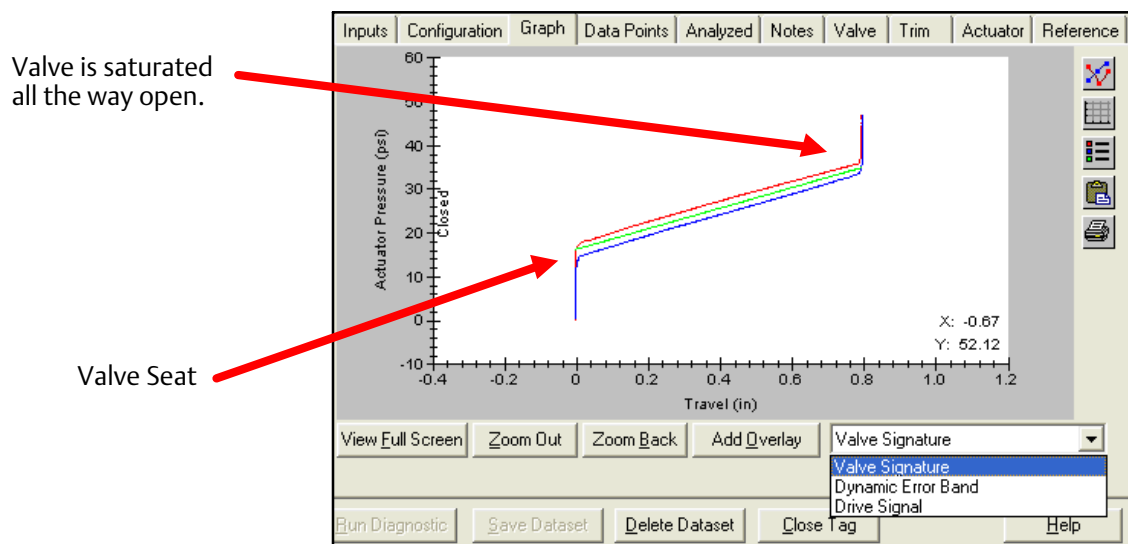 Inputs Configuration Graph Data Points Analyzed Notes Valve Trim Actuator Reference
Valve is saturated
all the way open.
Valve Seat
Actuator Pressure (psi)
Closed
60
50
40
30
20
10
0
-10
-0.4 -0.2 0 0.2 0.4 0.6 0.8 1.0 1.2
Travel (in)
X: -0.67
Y: 52.12
View Full Screen Zoom Out Zoom Back Add Overlay Valve Signature
Valve Signature
Dynamic Error Band
Drive Signal
Run Diagnostic Save Dataset Delete Dataset Close Tag Help